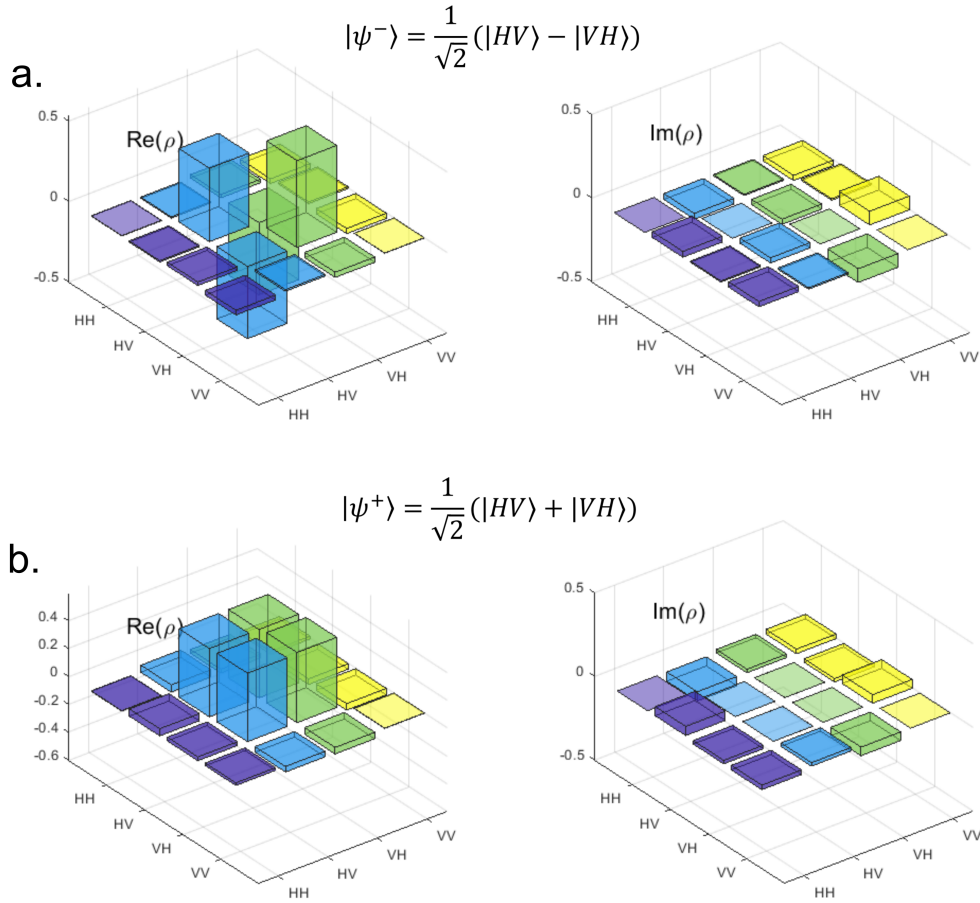 |ψ⁻⟩ = 1/√2 (|HV⟩ − |VH⟩)
a.
Re(ρ)
0.5
0
-0.5
HH
HV
VH
VV
HH
HV
VH
VV
Im(ρ)
0.5
0
-0.5
HH
HV
VH
VV
HH
HV
VH
VV
|ψ⁺⟩ = 1/√2 (|HV⟩ + |VH⟩)
b.
Re(ρ)
0.4
0.2
0
-0.2
-0.4
-0.6
HH
HV
VH
VV
HH
HV
VH
VV
Im(ρ)
0.5
0
-0.5
HH
HV
VH
VV
HH
HV
VH
VV